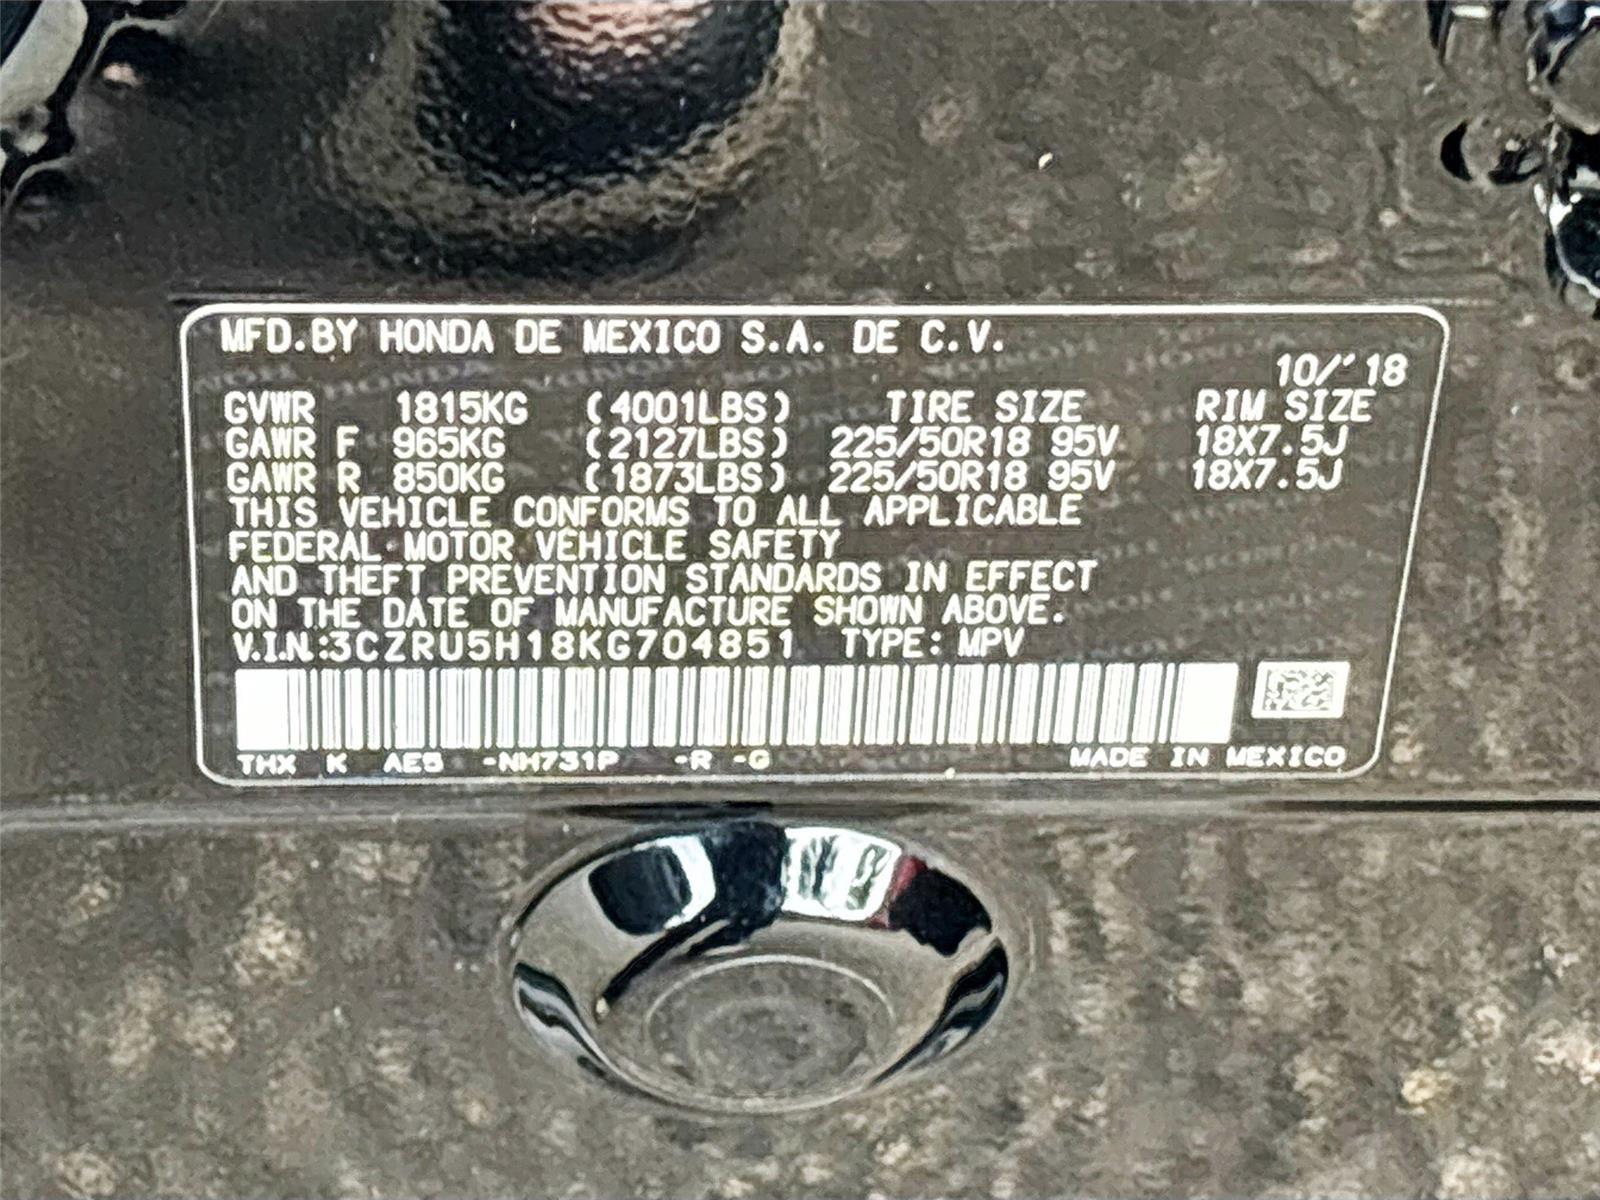 MFD.BY HONDA DE MEXICO S.A. DE C.V.
10/'18
GVWR 1815KG (4001LBS) TIRE SIZE RIM SIZE
GAWR F 965KG (2127LBS) 225/50R18 95V 18X7.5J
GAWR R 850KG (1873LBS) 225/50R18 95V 18X7.5J
THIS VEHICLE CONFORMS TO ALL APPLICABLE
FEDERAL MOTOR VEHICLE SAFETY
AND THEFT PREVENTION STANDARDS IN EFFECT
ON THE DATE OF MANUFACTURE SHOWN ABOVE.
V.I.N.:3CZRU5H18KG704851 TYPE: MPV
THX K AE5 -NH731P -R -G MADE IN MEXICO